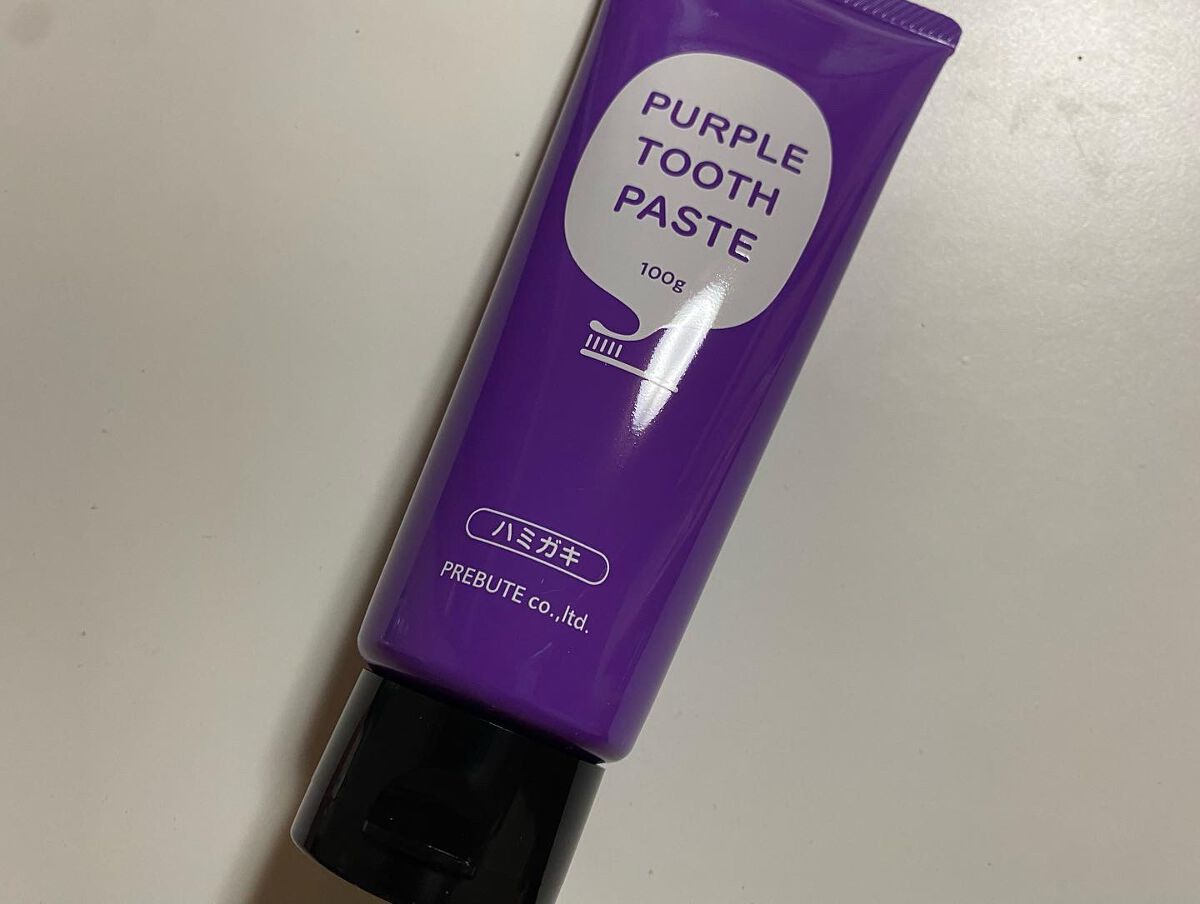 PURPLE
TOOTH
PASTE
100g
ハミガキ
PREBUTE co.,ltd.